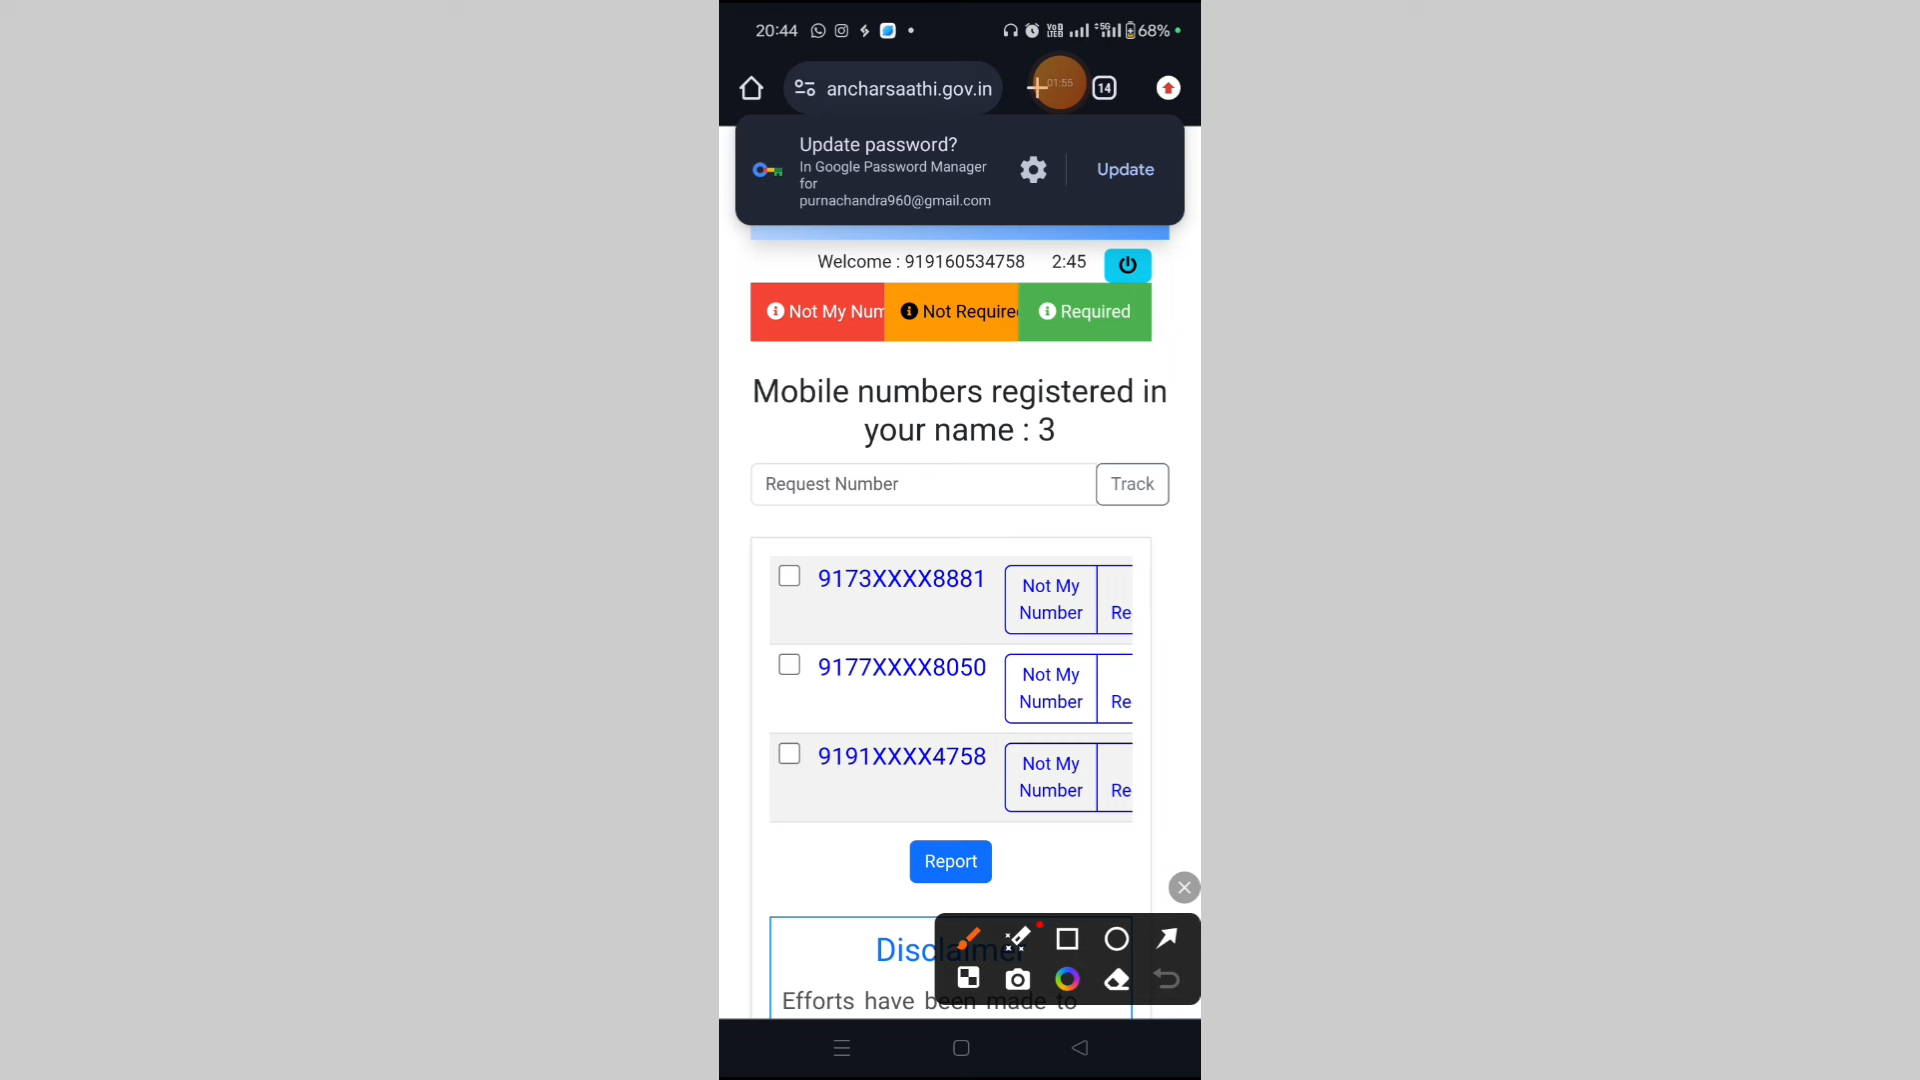 20:44 68%
ancharsaathi.gov.in 01:55 14
Update password?
In Google Password Manager
for
purnachandra960@gmail.com
Update
Welcome : 919160534758 2:45
Not My Num Not Require Required
Mobile numbers registered in
your name : 3
Request Number Track
9173XXXX8881 Not My
Number Re
9177XXXX8050 Not My
Number Re
9191XXXX4758 Not My
Number Re
Report
Disclaimer
Efforts have been made to